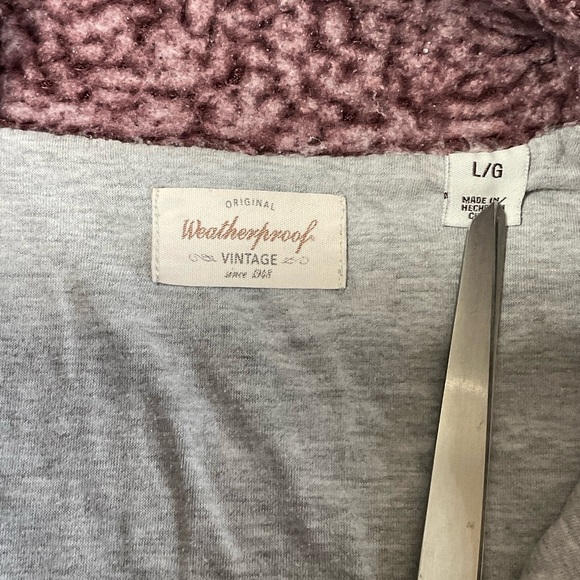 ORIGINAL
Weatherproof
VINTAGE
since 1948
L/G
MADE IN/